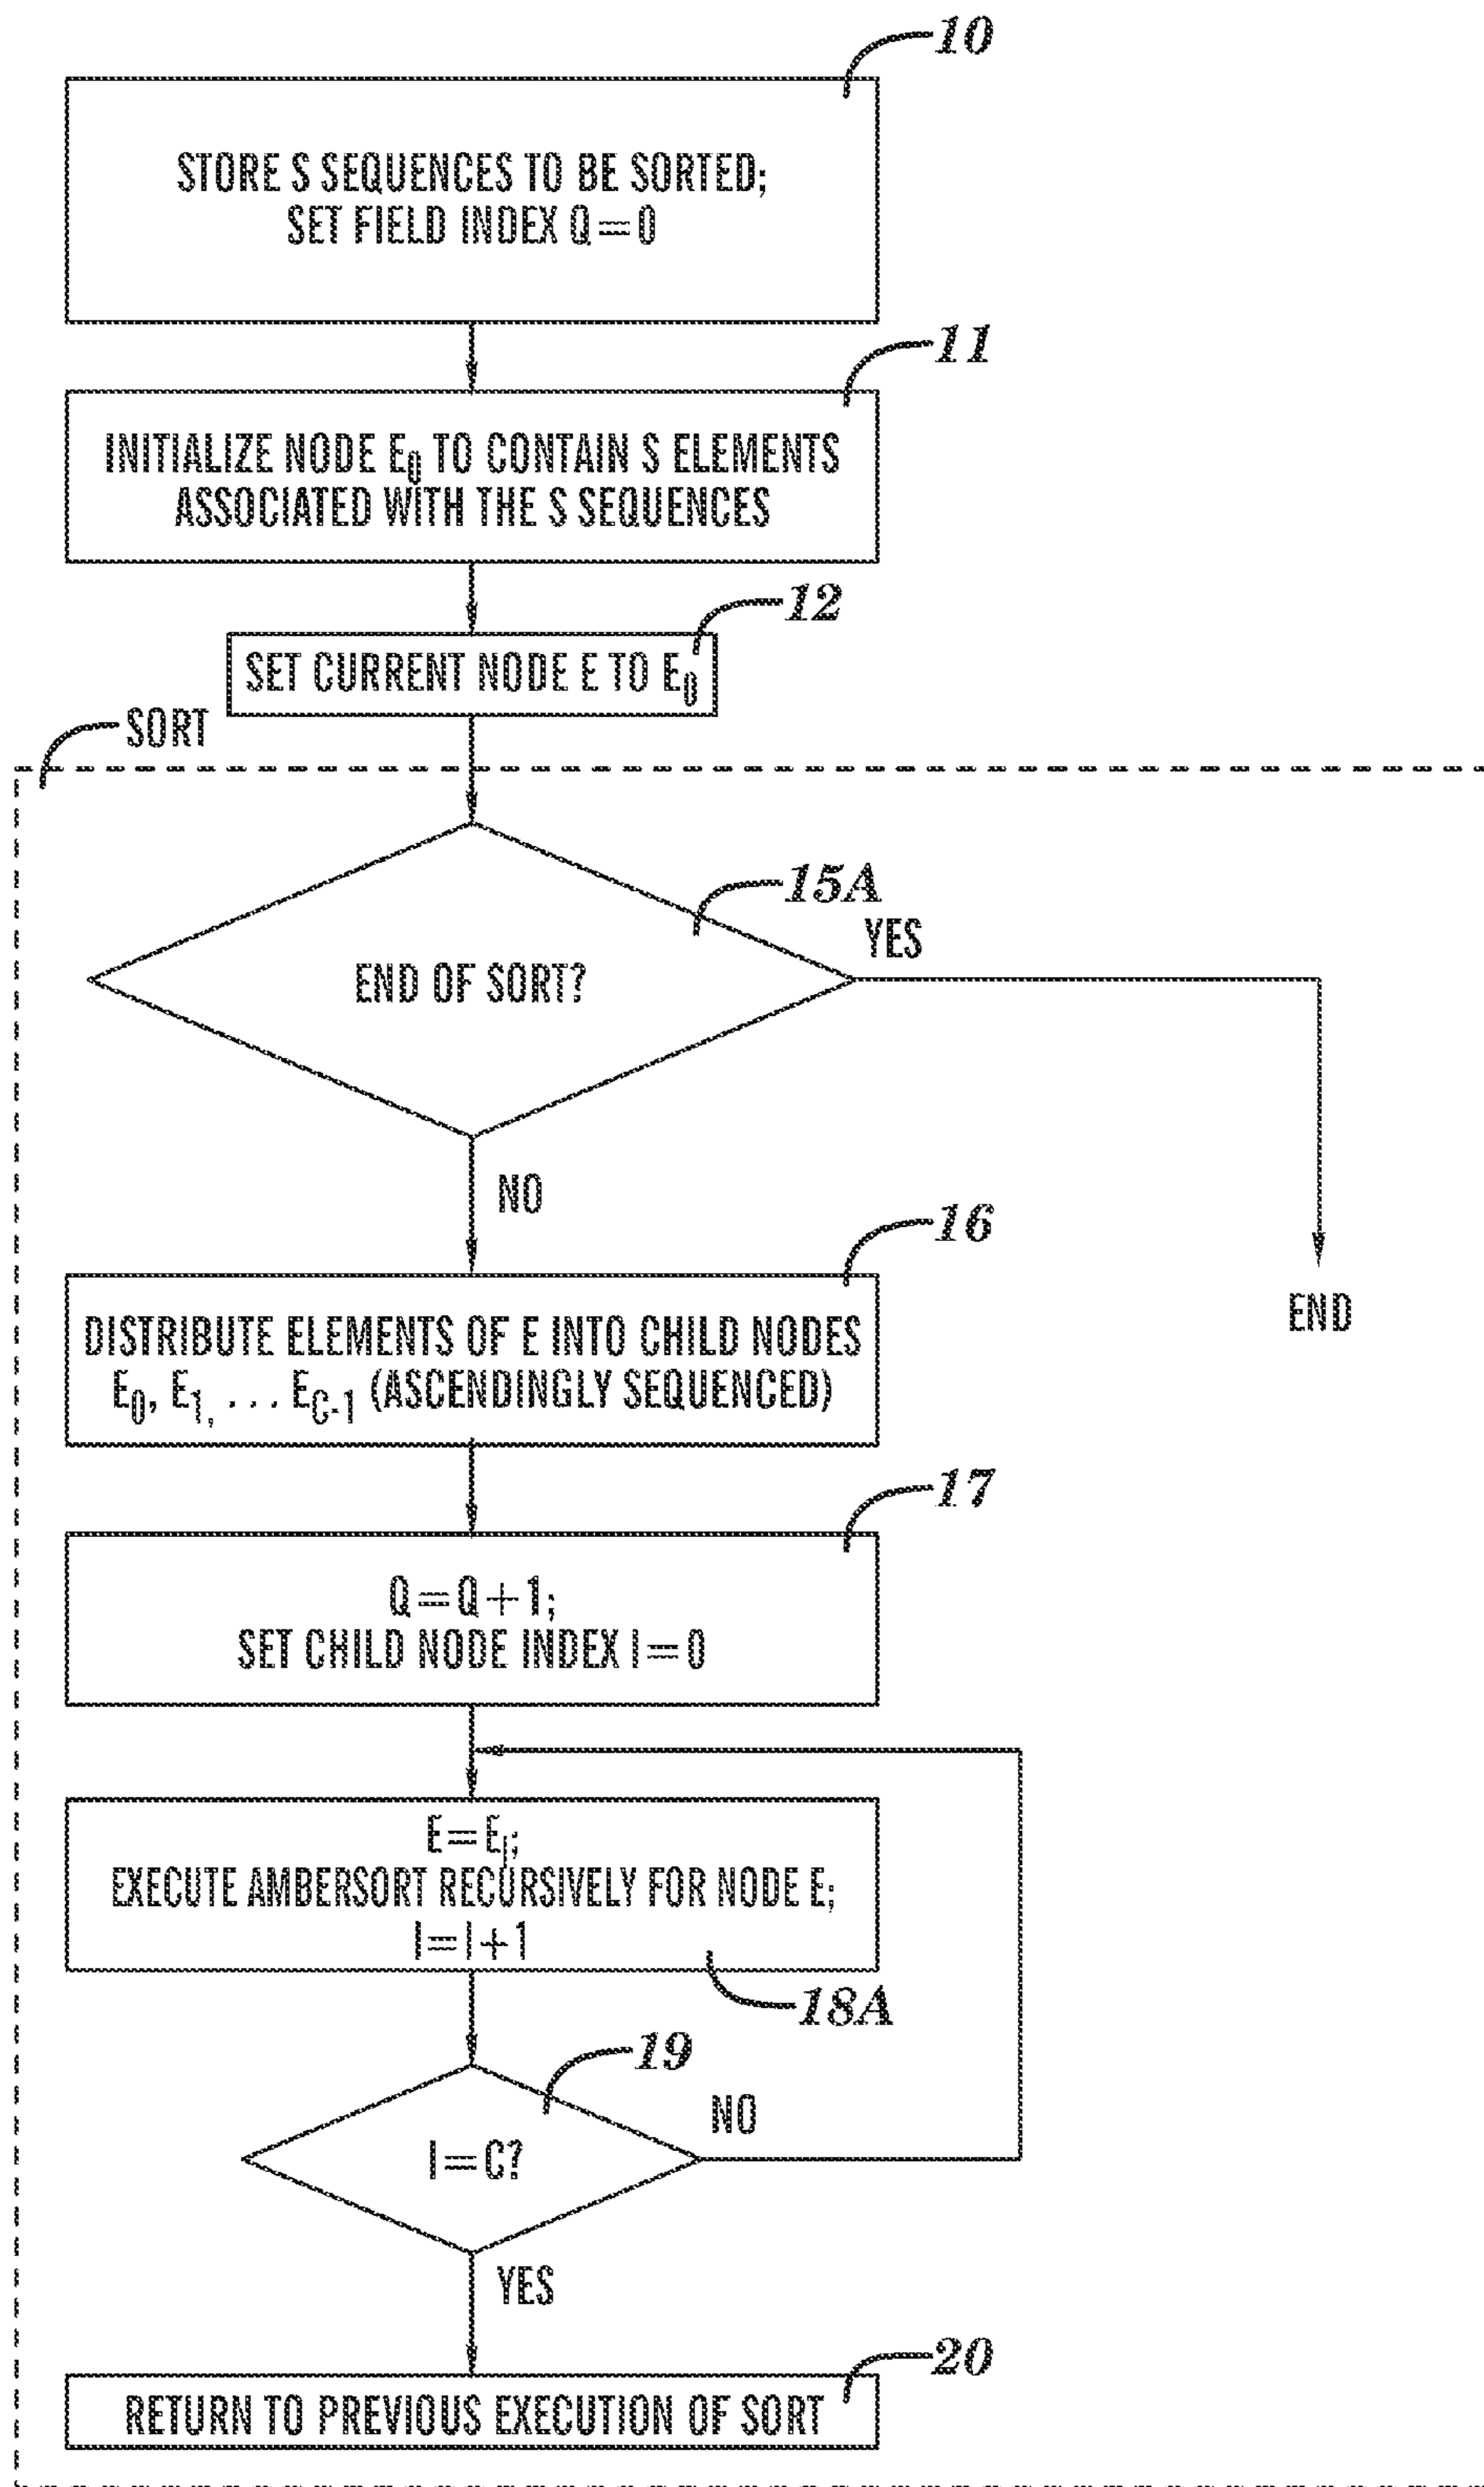 10
STORE S SEQUENCES TO BE SORTED;
SET FIELD INDEX Q = 0
11
INITIALIZE NODE E₀ TO CONTAIN S ELEMENTS
ASSOCIATED WITH THE S SEQUENCES
12
SET CURRENT NODE E TO E₀
SORT
15A
YES
END OF SORT?
NO
16
END
DISTRIBUTE ELEMENTS OF E INTO CHILD NODES
E₀, E₁, ... E_C-1 (ASCENDINGLY SEQUENCED)
17
Q = Q + 1;
SET CHILD NODE INDEX I = 0
E = E_I;
EXECUTE AMBERSORT RECURSIVELY FOR NODE E;
I = I + 1
18A
19
NO
I = C?
YES
20
RETURN TO PREVIOUS EXECUTION OF SORT